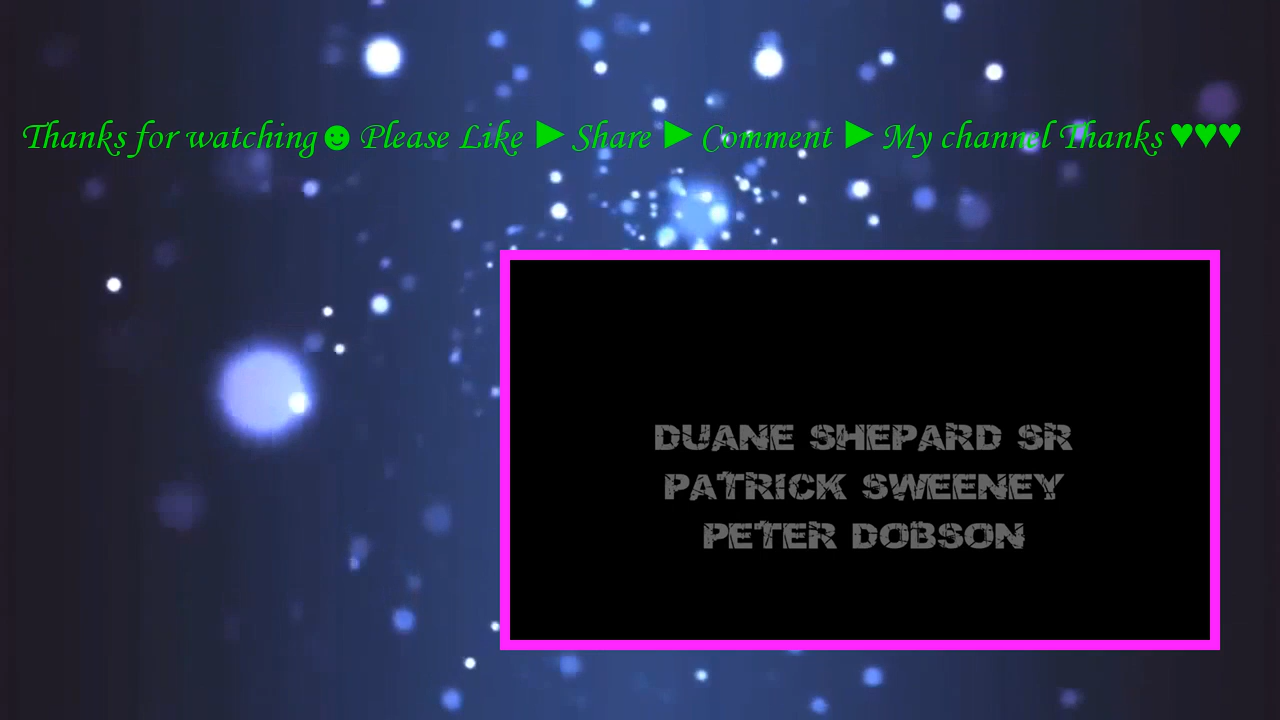 Thanks for watching☻Please Like ► Share ► Comment ► My channel Thanks ♥♥♥
DUANE SHEPARD SR
PATRICK SWEENEY
PETER DOBSON